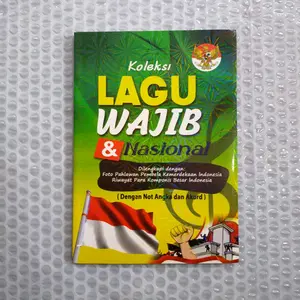 Koleksi
LAGU
WAJIB
& Nasional
Dilengkapi dengan:
Foto Pahlawan Pembela Kemerdekaan Indonesia
Riwayat Para Komponis Besar Indonesia
(Dengan Not Angka dan Akord)